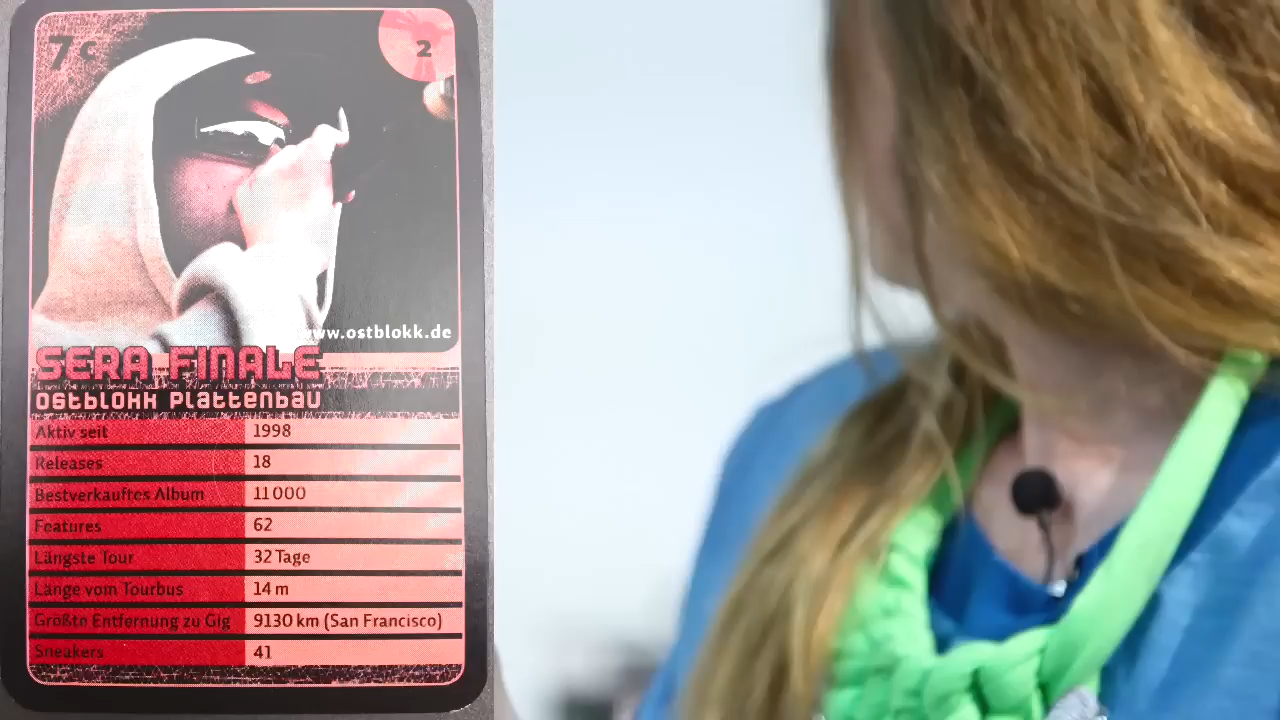 7c
2
www.ostblokk.de
SERA FINALE
Ostblokk Plattenbau
Aktiv seit 1998
Releases 18
Bestverkauftes Album 11000
Features 62
Längste Tour 32 Tage
Länge vom Tourbus 14 m
Größte Entfernung zu Gig 9130 km (San Francisco)
Sneakers 41